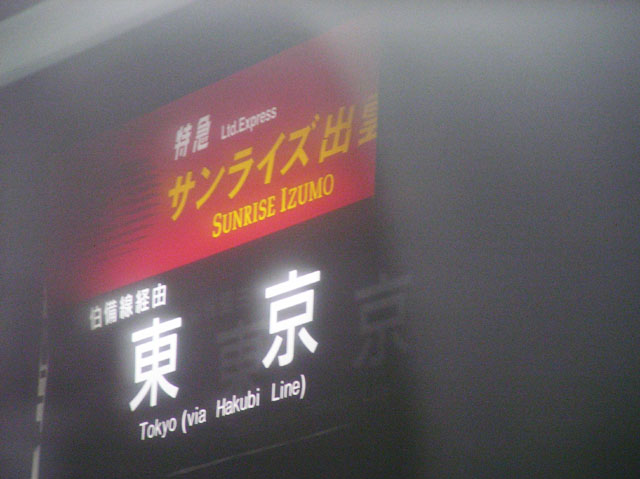 特急 Ltd.Express
サンライズ出雲
SUNRISE IZUMO
伯備線経由
東京
Tokyo (via Hakubi Line)